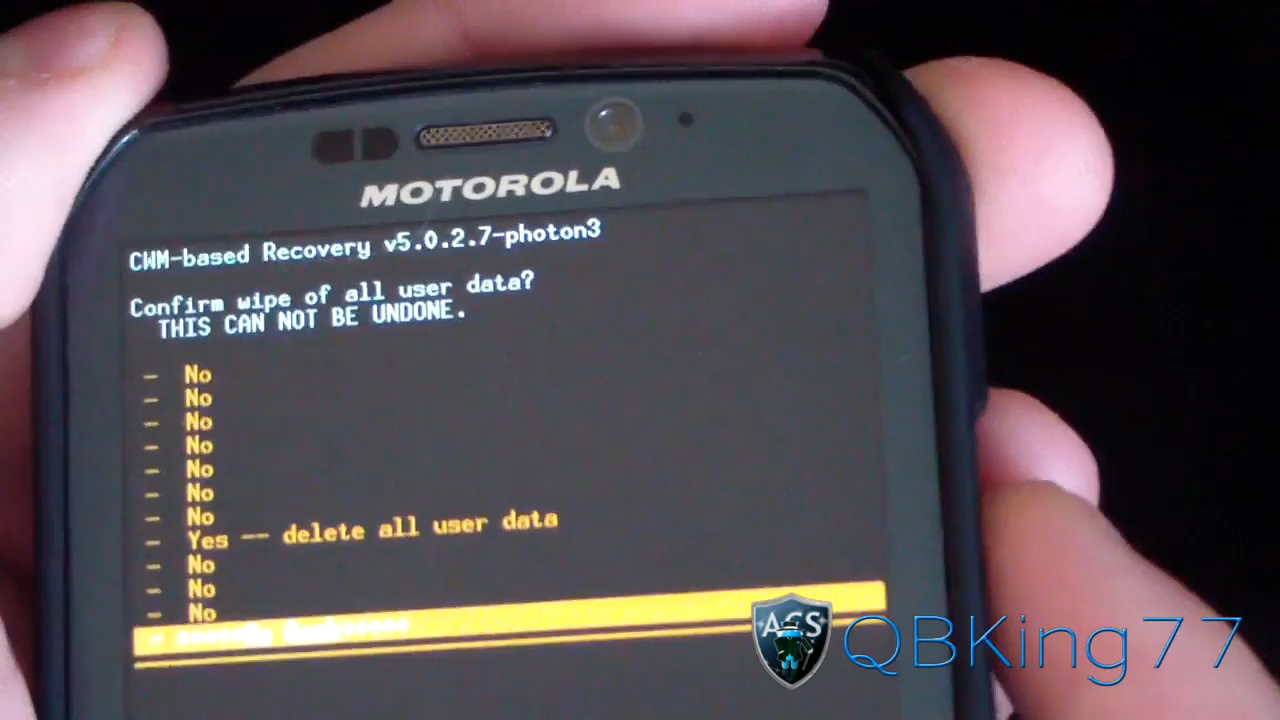 MOTOROLA
CWM-based Recovery v5.0.2.7-photon3
Confirm wipe of all user data?
THIS CAN NOT BE UNDONE.
- No
- No
- No
- No
- No
- No
- No
- Yes -- delete all user data
- No
- No
- No
ACS
QBKing77